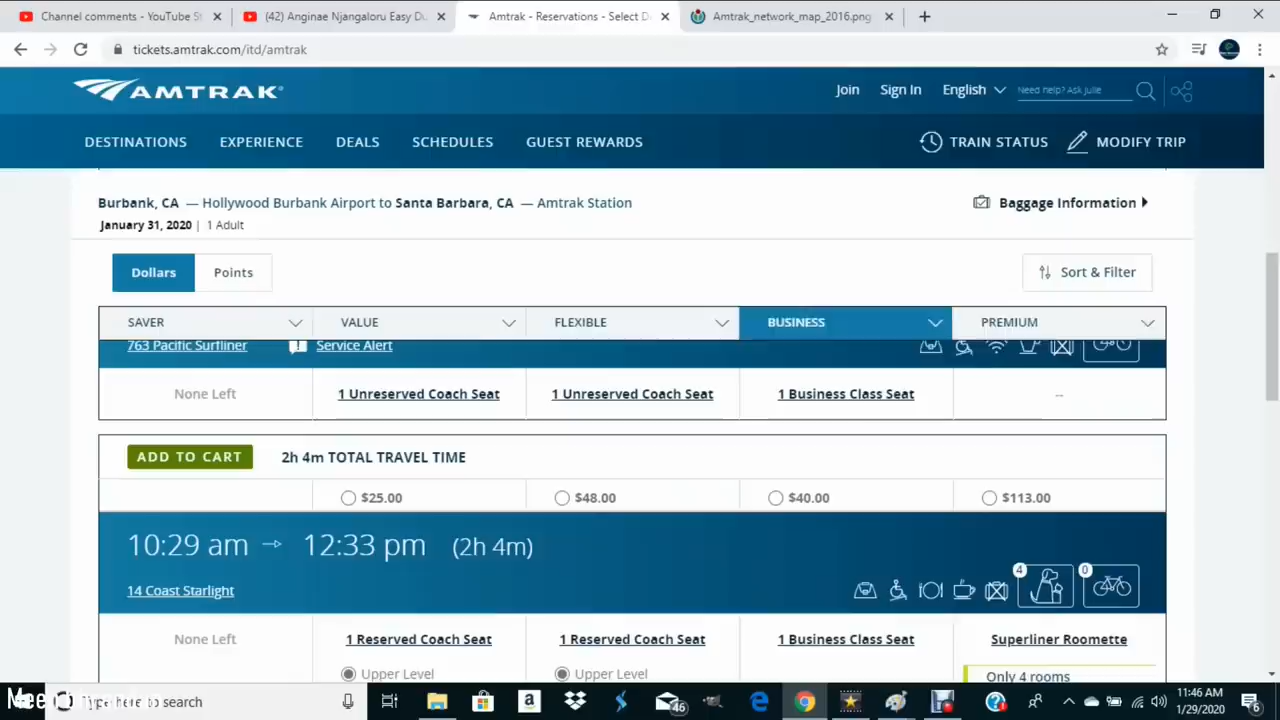 Channel comments - YouTube St
(42) Anginae Njangaloru Easy Du
Amtrak - Reservations - Select D
Amtrak_network_map_2016.png
tickets.amtrak.com/itd/amtrak
AMTRAK
Join Sign In English Need help? Ask Julie
DESTINATIONS EXPERIENCE DEALS SCHEDULES GUEST REWARDS TRAIN STATUS MODIFY TRIP
Burbank, CA — Hollywood Burbank Airport to Santa Barbara, CA — Amtrak Station
Baggage Information
January 31, 2020 | 1 Adult
Dollars Points Sort & Filter
SAVER VALUE FLEXIBLE BUSINESS PREMIUM
763 Pacific Surfliner Service Alert
None Left 1 Unreserved Coach Seat 1 Unreserved Coach Seat 1 Business Class Seat --
ADD TO CART 2h 4m TOTAL TRAVEL TIME
$25.00 $48.00 $40.00 $113.00
10:29 am → 12:33 pm (2h 4m)
4 0
14 Coast Starlight
None Left 1 Reserved Coach Seat 1 Reserved Coach Seat 1 Business Class Seat Superliner Roomette
Upper Level Upper Level Only 4 rooms
here to search
46
11:46 AM
1/29/2020
6